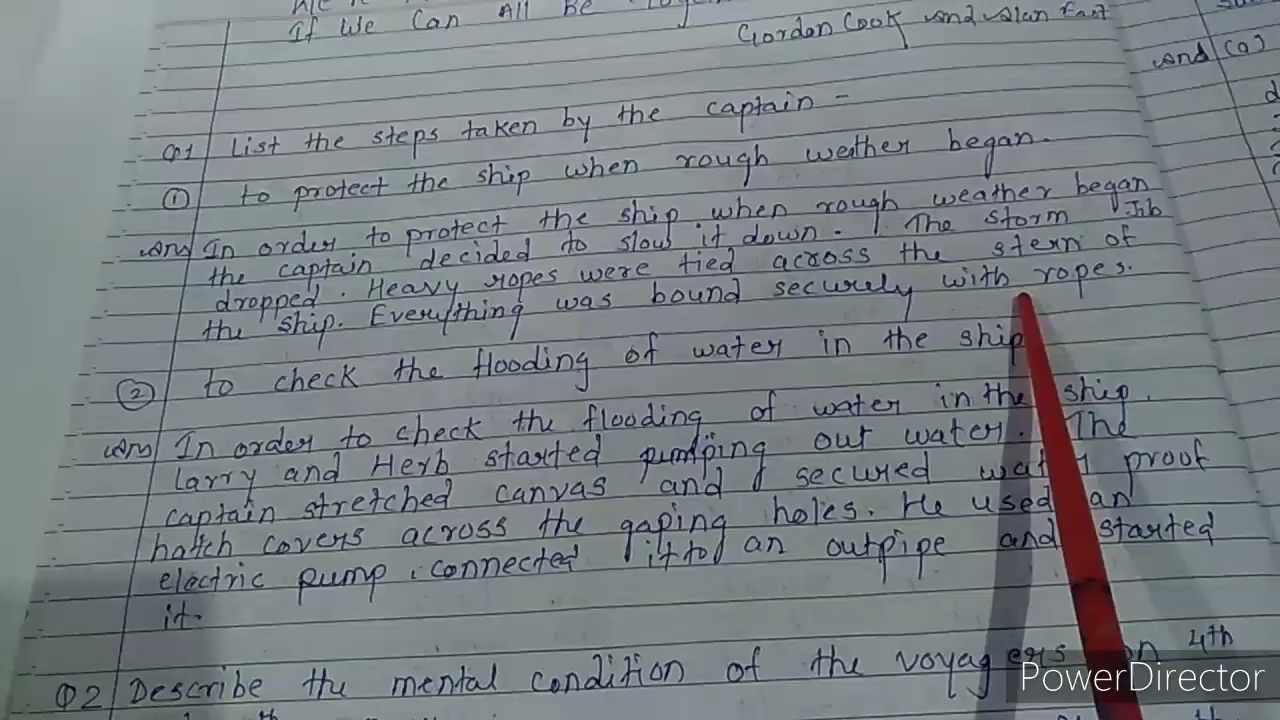 If We Can All Be
Gordon Cook and Alan East
and (a)
Q1 List the steps taken by the captain -
① to protect the ship when rough weather began.
Ans In order to protect the ship when rough weather began
the captain decided to slow it down. The storm Jib
dropped. Heavy ropes were tied across the stern of
the ship. Everything was bound securely with ropes.
② to check the flooding of water in the ship
Ans In order to check the flooding of water in the ship.
Larry and Herb started pumping out water. The
captain stretched canvas and secured proof
hatch covers across the gaping holes. He used an
electric pump, connected it to an outpipe and started
it.
Q2 Describe the mental condition of the voyagers on 4th
PowerDirector